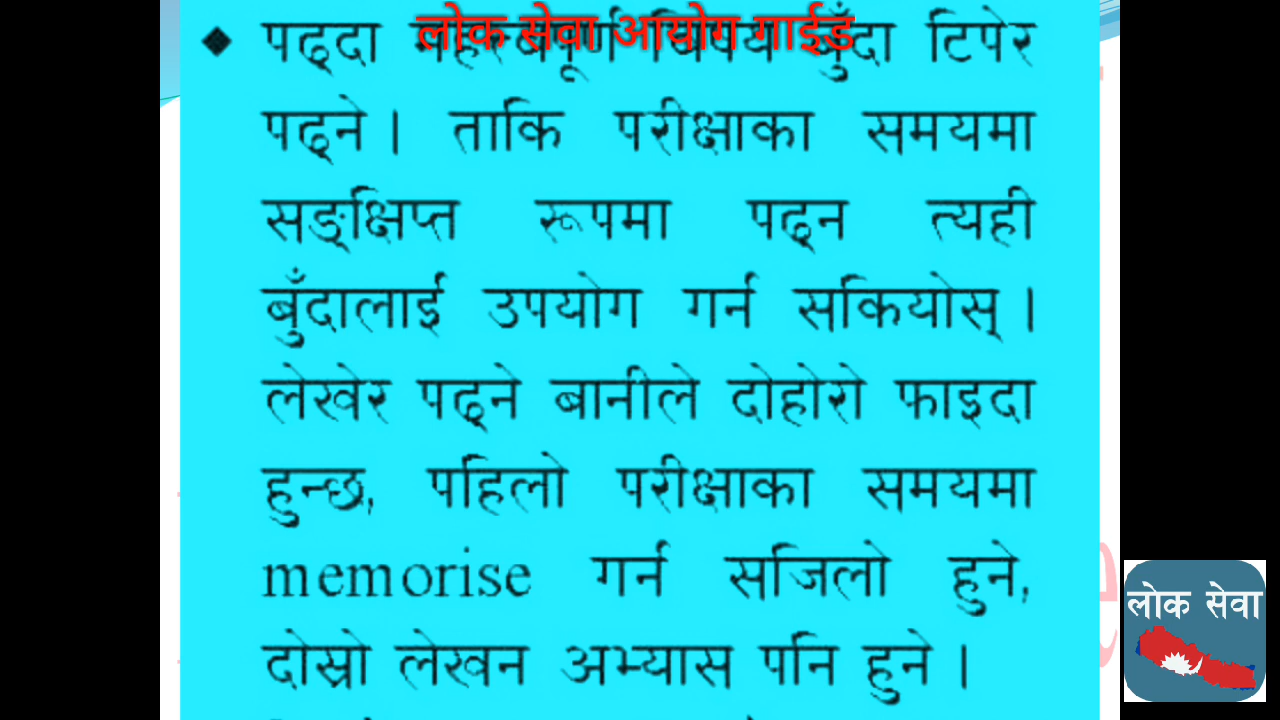 लोक सेवा आयोग गाईड
◆ पढ्दा महत्वपूर्ण विषय बुँदा टिपेर
पढ्ने । ताकि परीक्षाका समयमा
सङ्क्षिप्त रूपमा पढ्न त्यही
बुँदालाई उपयोग गर्न सकियोस् ।
लेखेर पढ्ने बानीले दोहोरो फाइदा
हुन्छ, पहिलो परीक्षाका समयमा
memorise गर्न सजिलो हुने,
दोस्रो लेखन अभ्यास पनि हुने ।
लोक सेवा